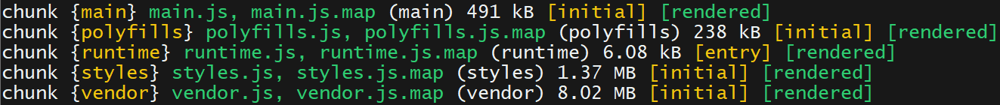 chunk {main} main.js, main.js.map (main) 491 kB [initial] [rendered]
chunk {polyfills} polyfills.js, polyfills.js.map (polyfills) 238 kB [initial] [rendered]
chunk {runtime} runtime.js, runtime.js.map (runtime) 6.08 kB [entry] [rendered]
chunk {styles} styles.js, styles.js.map (styles) 1.37 MB [initial] [rendered]
chunk {vendor} vendor.js, vendor.js.map (vendor) 8.02 MB [initial] [rendered]